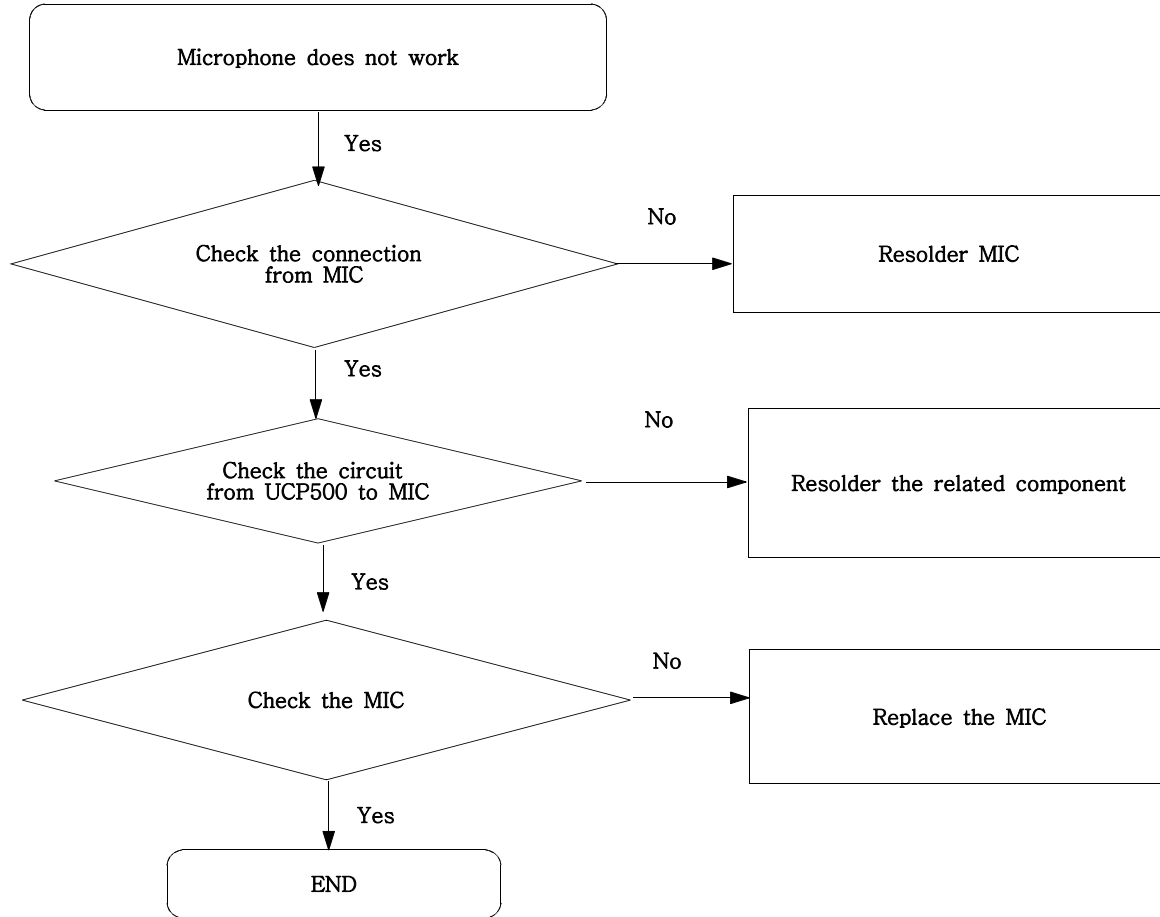 Microphone does not work
Yes
Check the connection
from MIC
No
Resolder MIC
Yes
Check the circuit
from UCP500 to MIC
No
Resolder the related component
Yes
Check the MIC
No
Replace the MIC
Yes
END